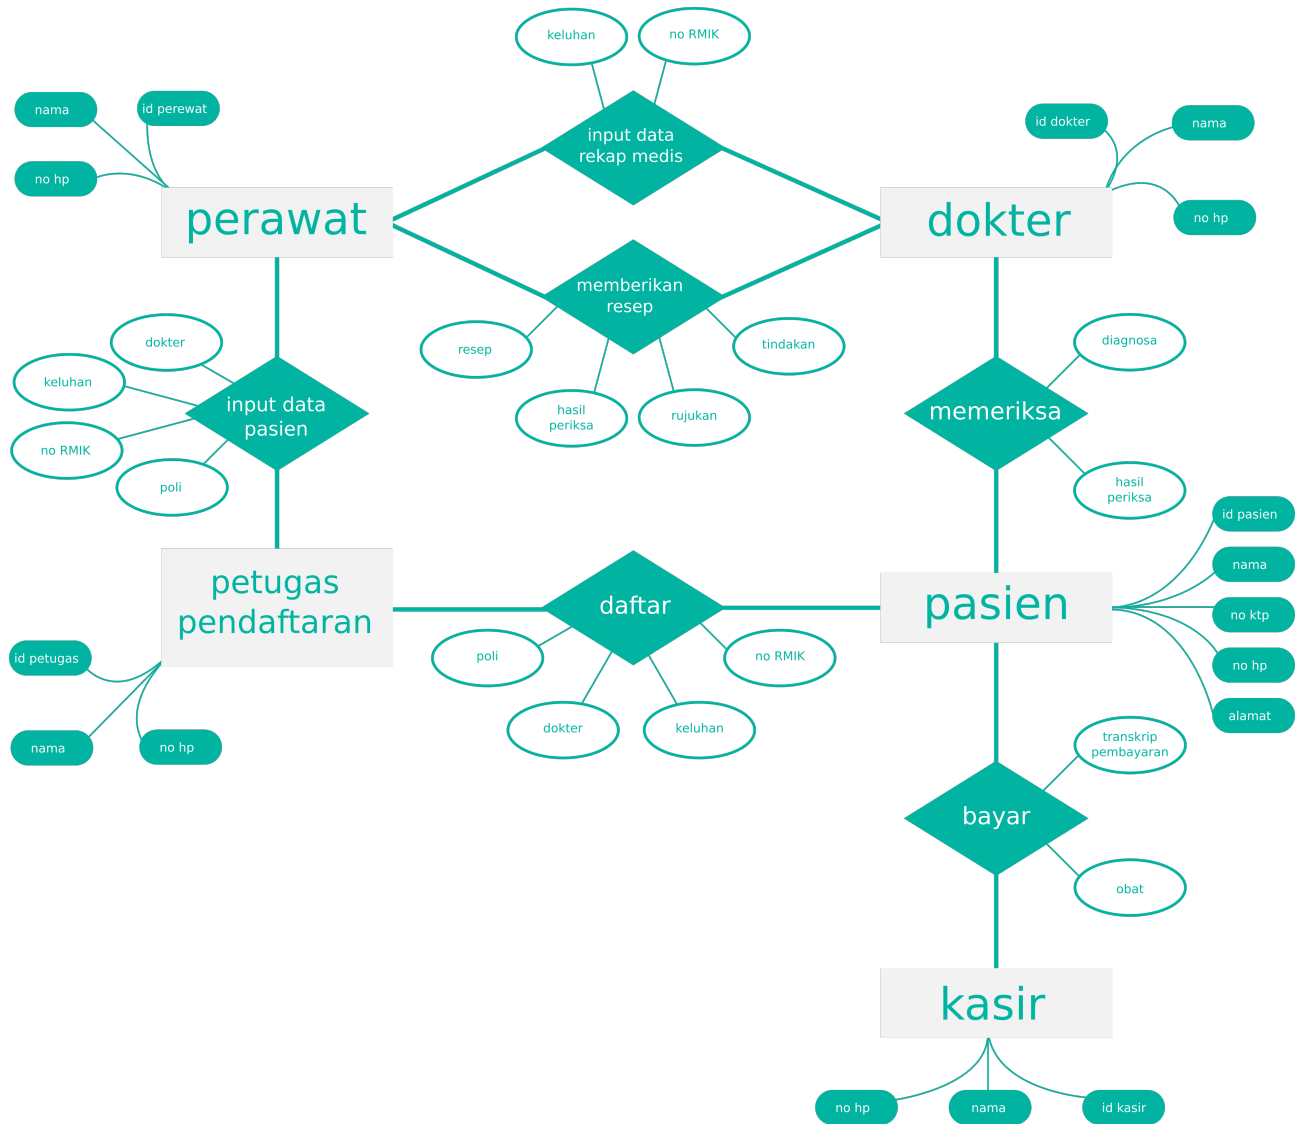 keluhan
no RMIK
nama
id perewat
no hp
input data
rekap medis
id dokter
nama
no hp
perawat
dokter
memberikan
resep
resep
hasil
periksa
rujukan
tindakan
dokter
keluhan
no RMIK
poli
input data
pasien
memeriksa
diagnosa
hasil
periksa
petugas
pendaftaran
daftar
pasien
id pasien
nama
no ktp
no hp
alamat
id petugas
nama
no hp
poli
dokter
keluhan
no RMIK
transkrip
pembayaran
bayar
obat
kasir
no hp
nama
id kasir